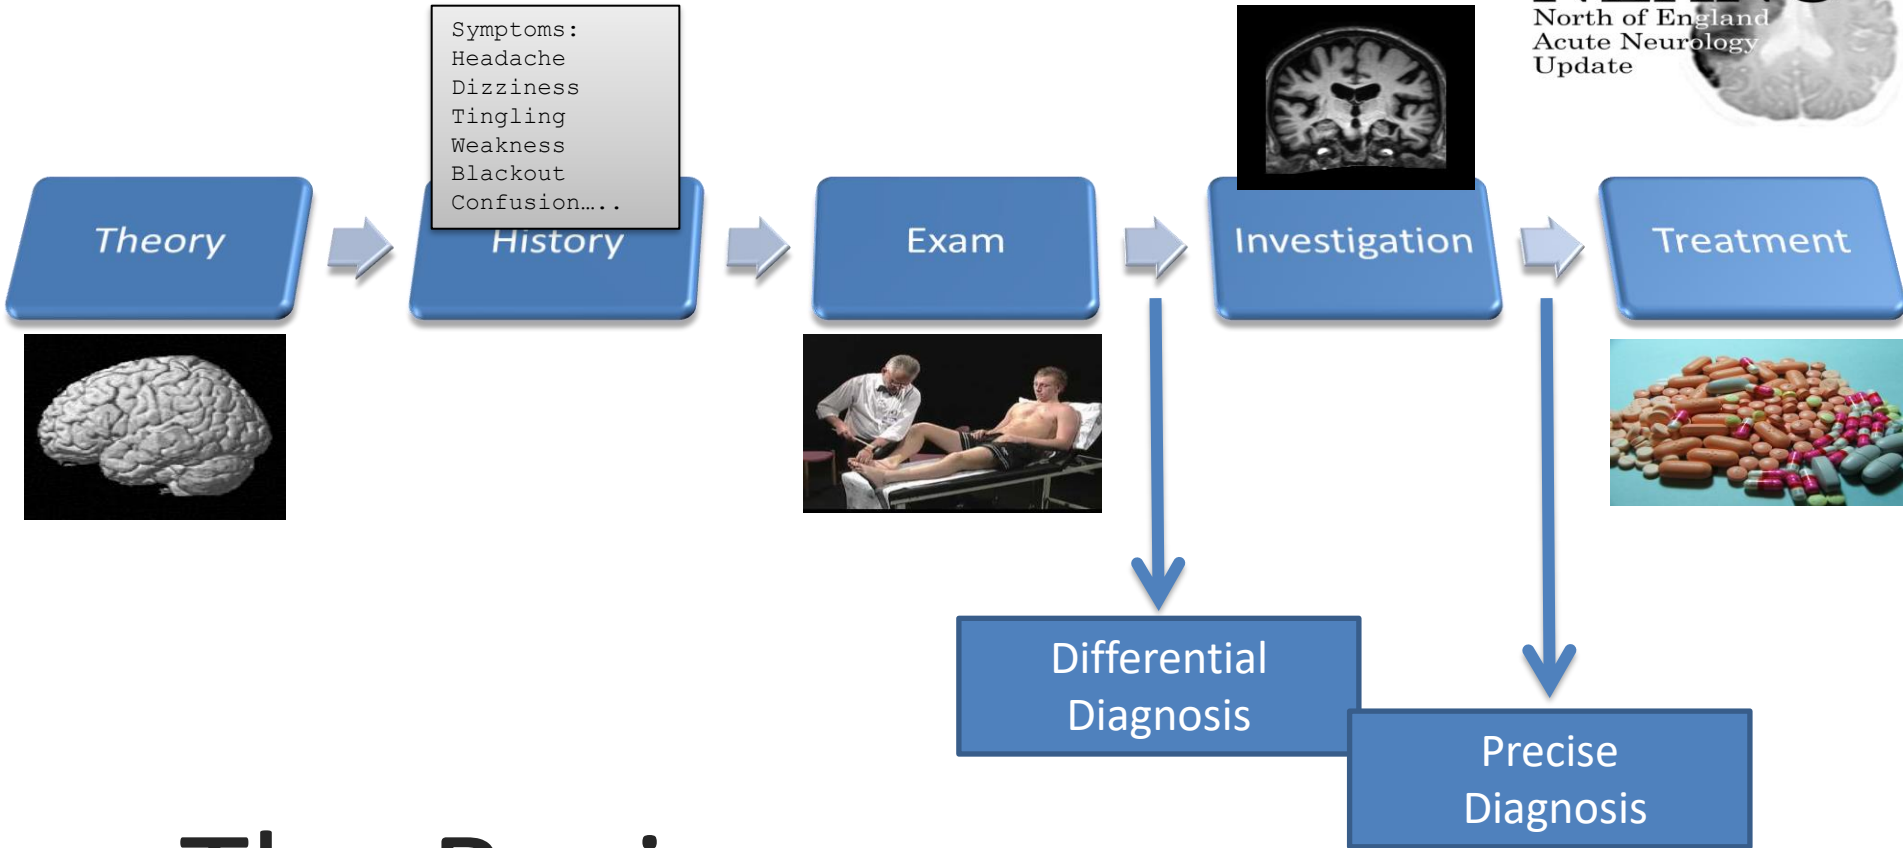 North of England
Acute Neurology
Update
Symptoms:
Headache
Dizziness
Tingling
Weakness
Blackout
Confusion…..
Theory
History
Exam
Investigation
Treatment
Differential
Diagnosis
Precise
Diagnosis